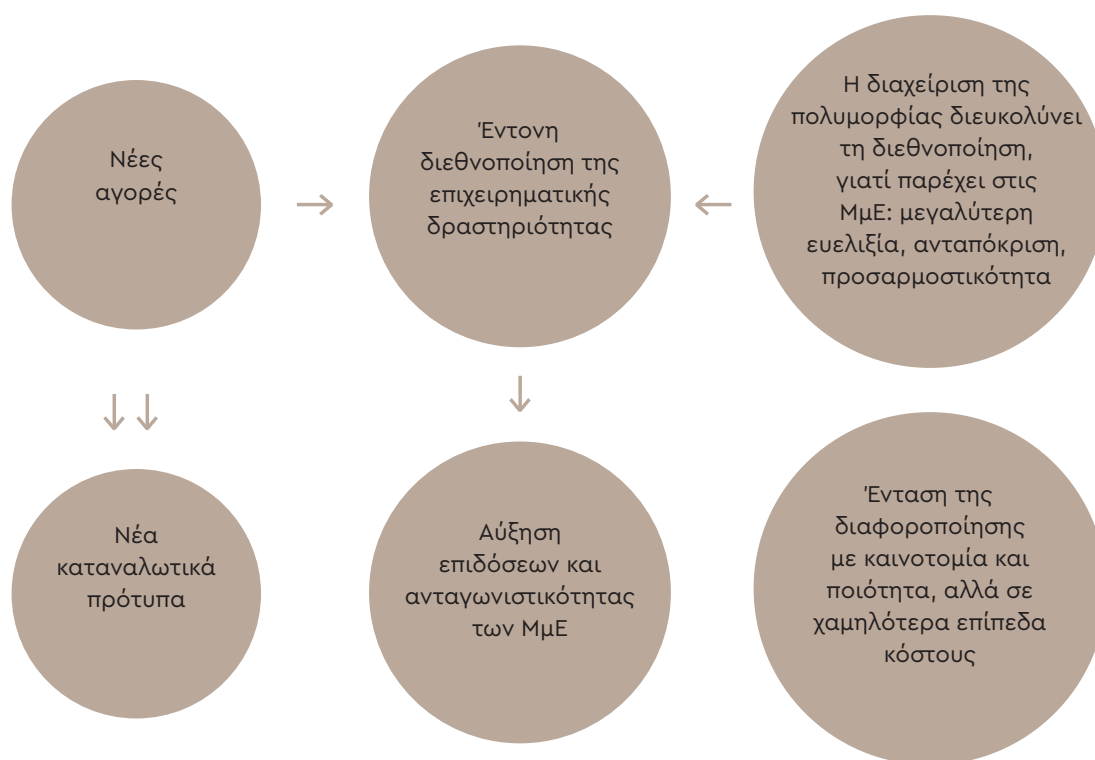 Νέες
αγορές
Έντονη
διεθνοποίηση της
επιχειρηματικής
δραστηριότητας
Η διαχείριση της
πολυμορφίας διευκολύνει
τη διεθνοποίηση,
γιατί παρέχει στις
ΜμΕ: μεγαλύτερη
ευελιξία, ανταπόκριση,
προσαρμοστικότητα
Νέα
καταναλωτικά
πρότυπα
Αύξηση
επιδόσεων και
ανταγωνιστικότητας
των ΜμΕ
Ένταση της
διαφοροποίησης
με καινοτομία και
ποιότητα, αλλά σε
χαμηλότερα επίπεδα
κόστους